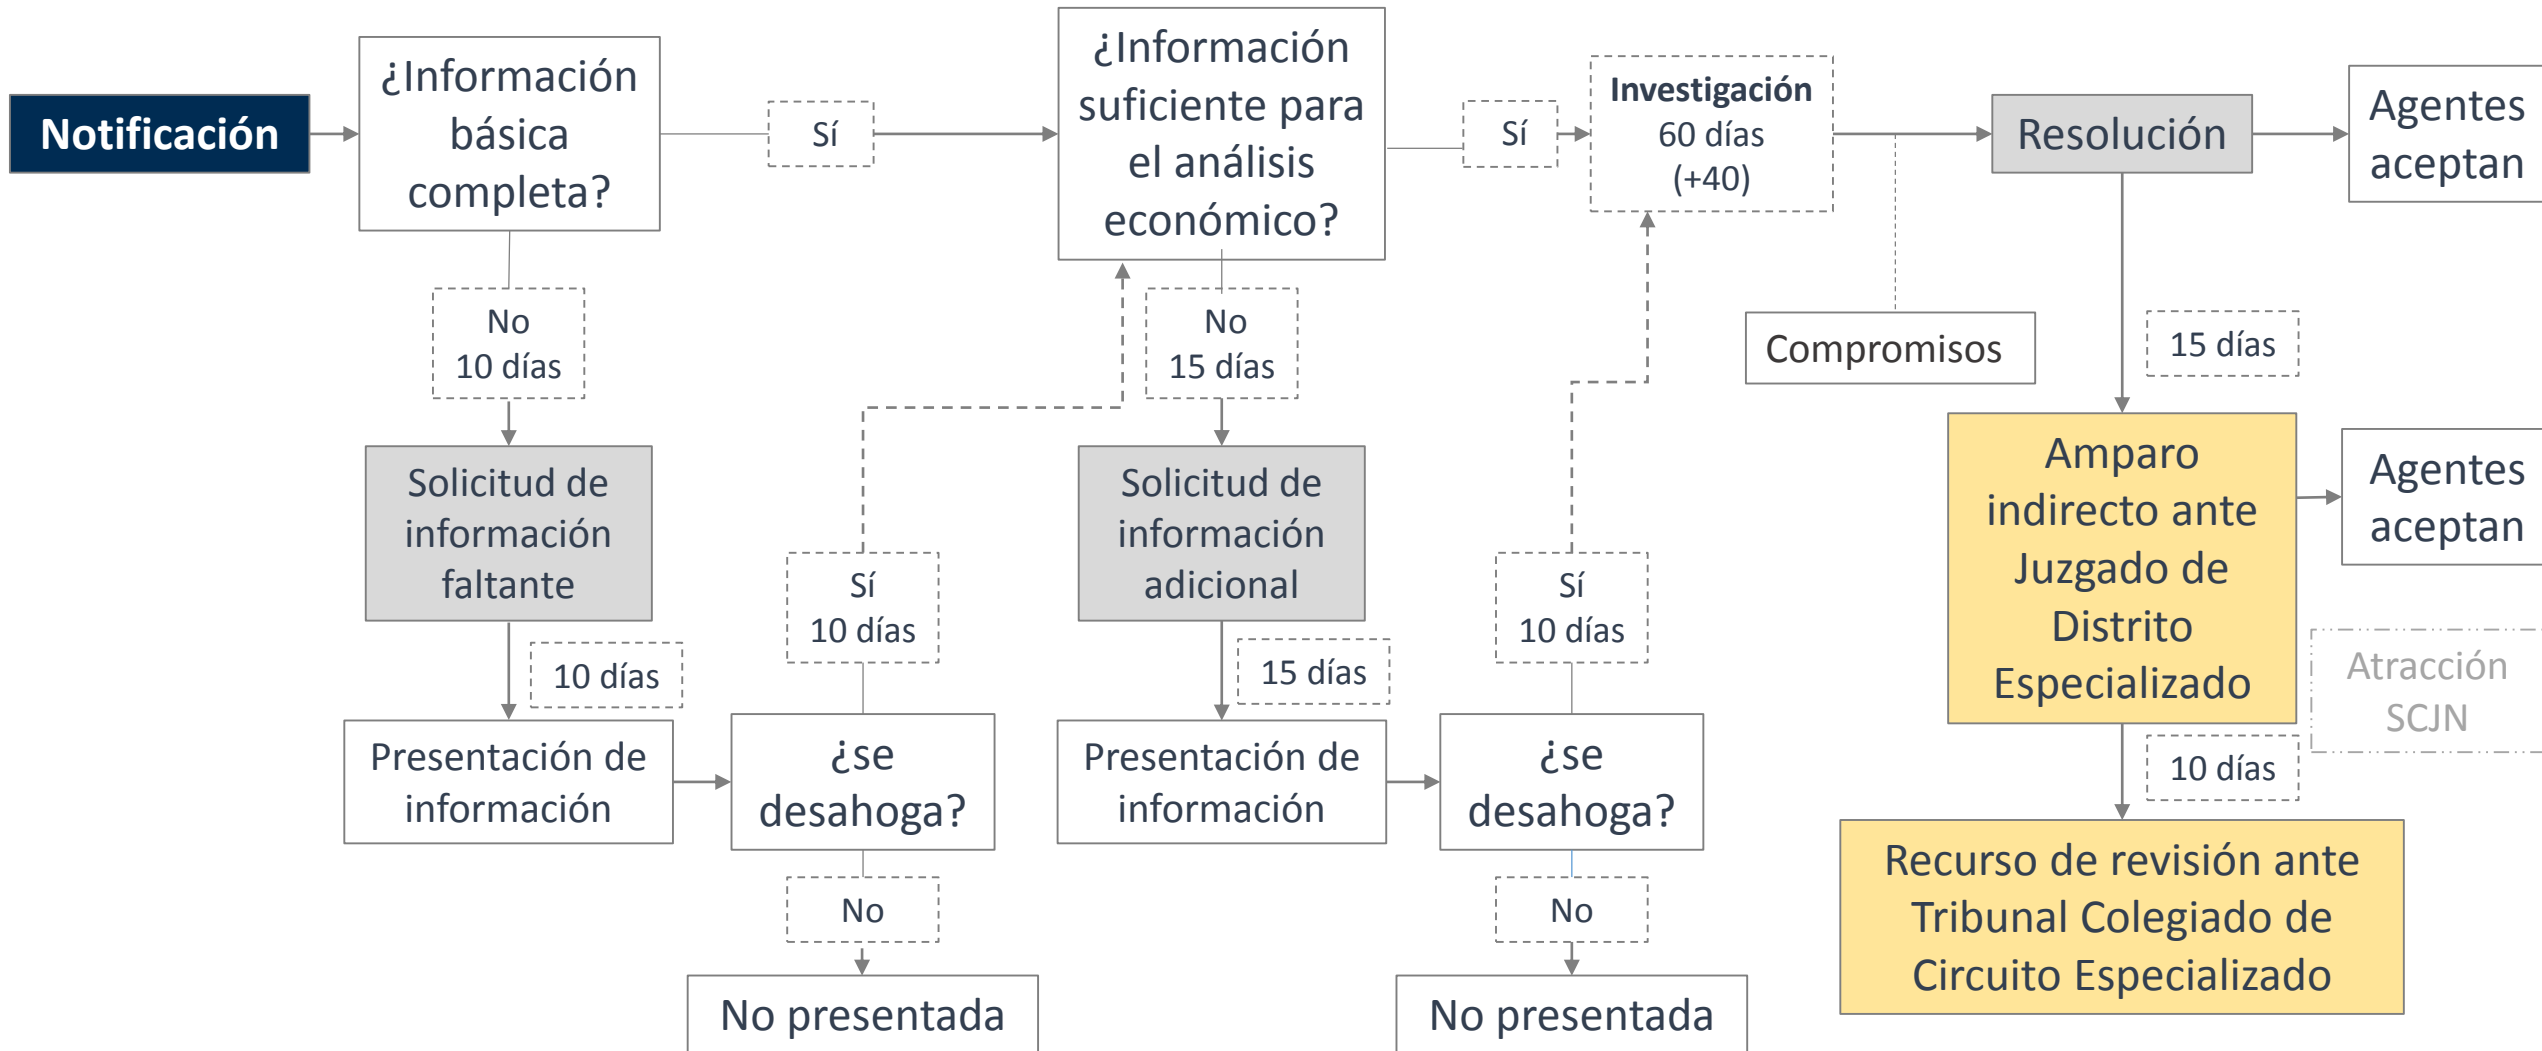 Notificación
¿Información
básica
completa?
Sí
¿Información
suficiente para
el análisis
económico?
Sí
Investigación
60 días
(+40)
Resolución
Agentes
aceptan
No
10 días
No
15 días
Compromisos
15 días
Solicitud de
información
faltante
Sí
10 días
Solicitud de
información
adicional
Sí
10 días
Amparo
indirecto ante
Juzgado de
Distrito
Especializado
Agentes
aceptan
Atracción
SCJN
10 días
15 días
Presentación de
información
¿se
desahoga?
Presentación de
información
¿se
desahoga?
10 días
No
No
Recurso de revisión ante
Tribunal Colegiado de
Circuito Especializado
No presentada
No presentada